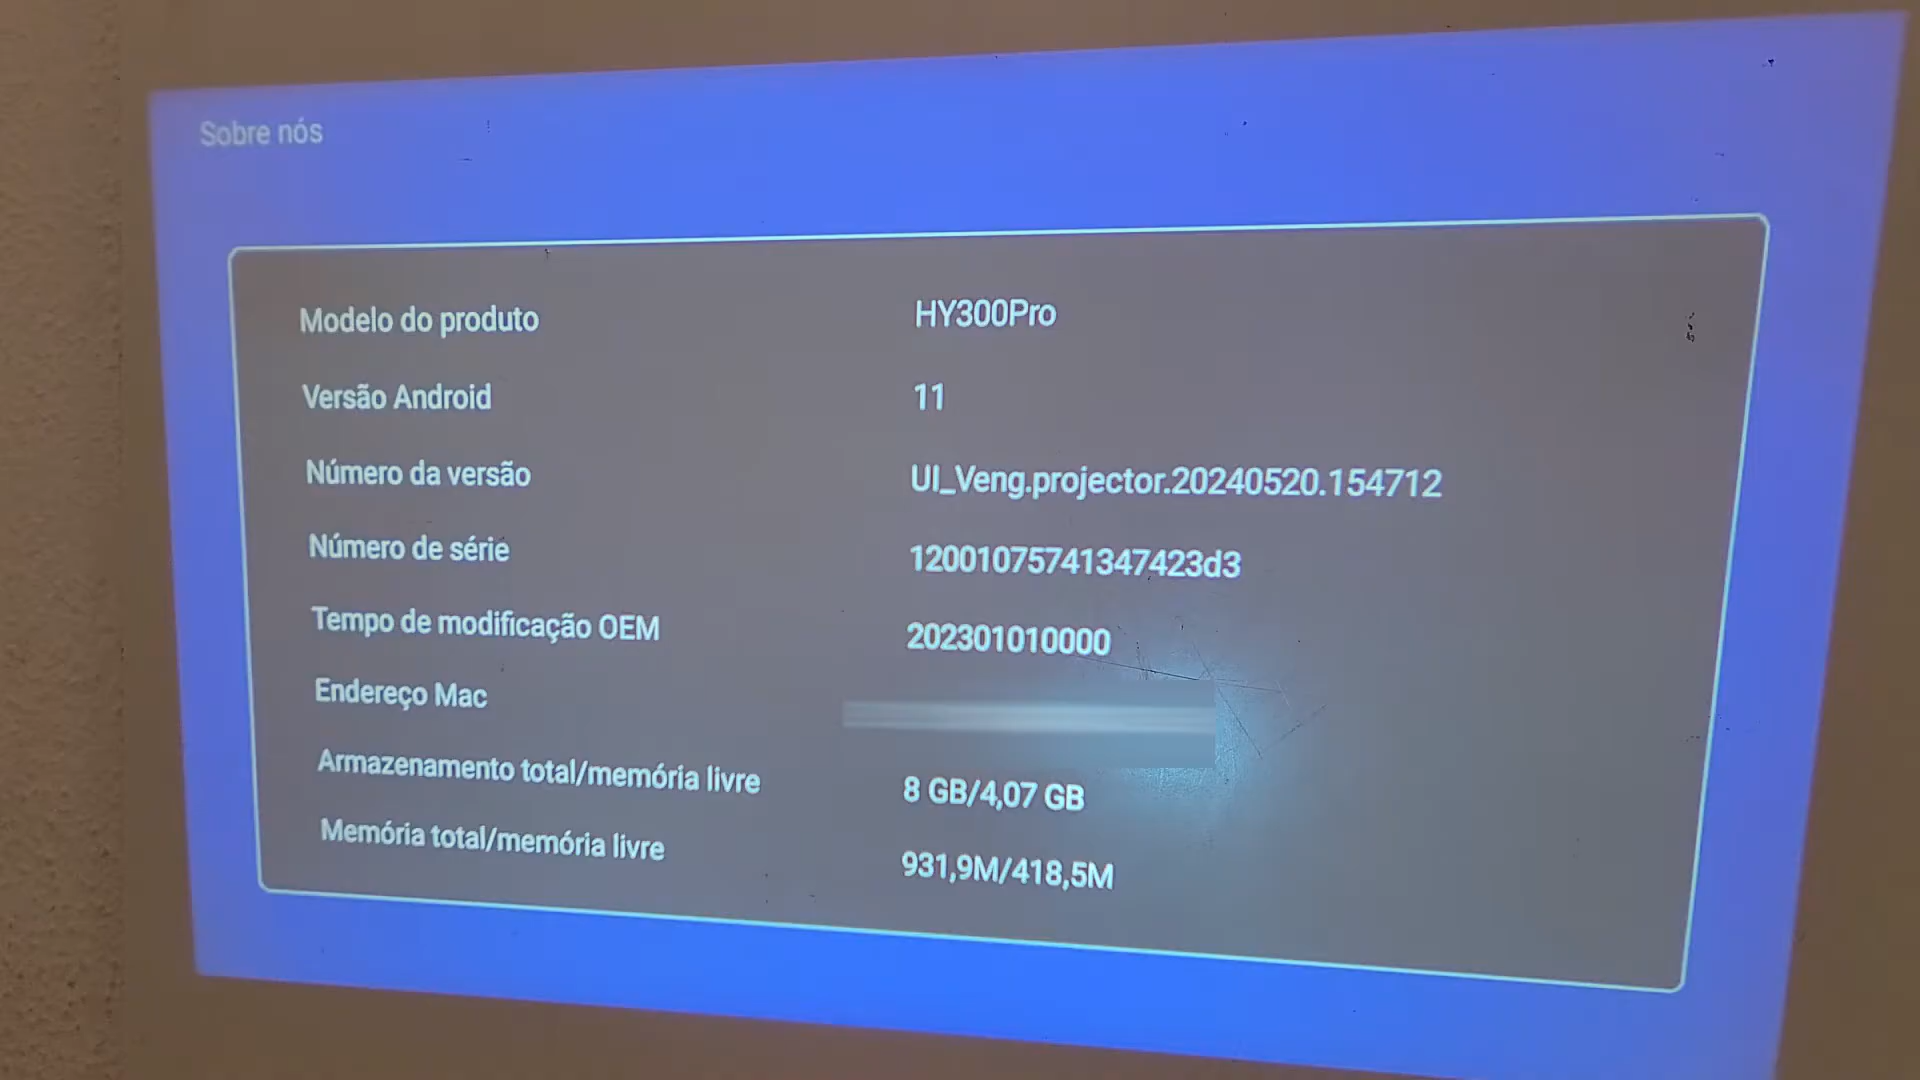 Sobre nós
Modelo do produto HY300Pro
Versão Android 11
Número da versão UI_Veng.projector.20240520.154712
Número de série 12001075741347423d3
Tempo de modificação OEM 202301010000
Endereço Mac
Armazenamento total/memória livre 8 GB/4,07 GB
Memória total/memória livre 931,9M/418,5M